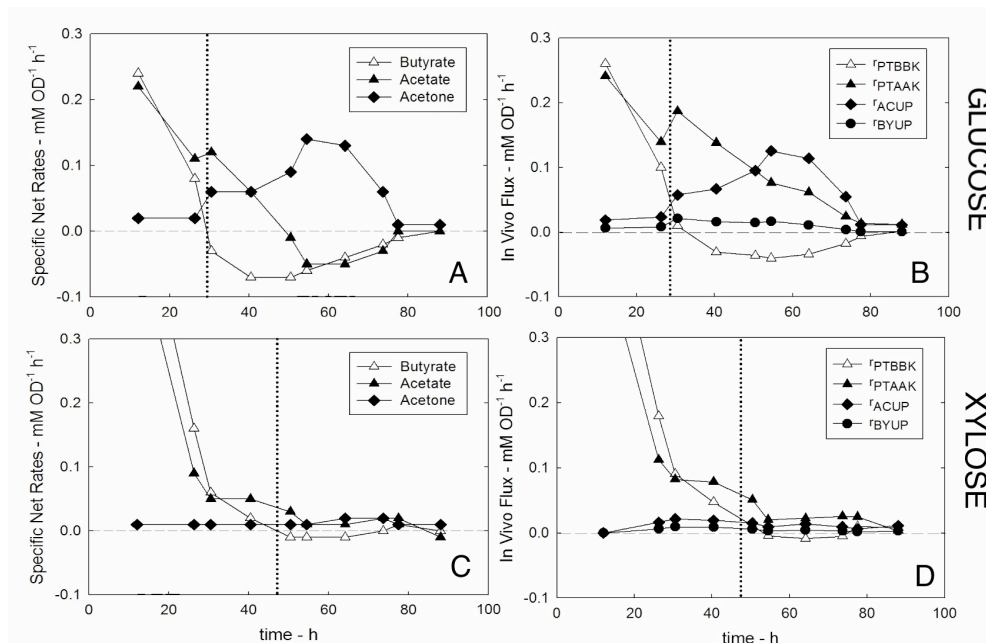 0.3
0.2
0.1
0.0
-0.1
0 20 40 60 80 100
Specific Net Rates - mM OD⁻¹ h⁻¹
Butyrate
Acetate
Acetone
A
0.3
0.2
0.1
0.0
-0.1
0 20 40 60 80 100
In Vivo Flux - mM OD⁻¹ h⁻¹
rPTBBK
rPTAAK
rACUP
rBYUP
B
GLUCOSE
0.3
0.2
0.1
0.0
-0.1
0 20 40 60 80 100
Specific Net Rates - mM OD⁻¹ h⁻¹
Butyrate
Acetate
Acetone
C
time - h
0.3
0.2
0.1
0.0
-0.1
0 20 40 60 80 100
In Vivo Flux - mM OD⁻¹ h⁻¹
rPTBBK
rPTAAK
rACUP
rBYUP
D
time - h
XYLOSE